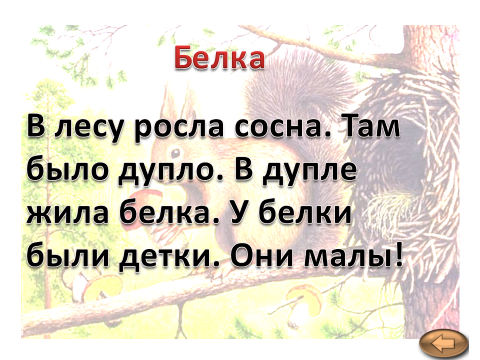 Белка
В лесу росла сосна. Там
было дупло. В дупле
жила белка. У белки
были детки. Они малы!